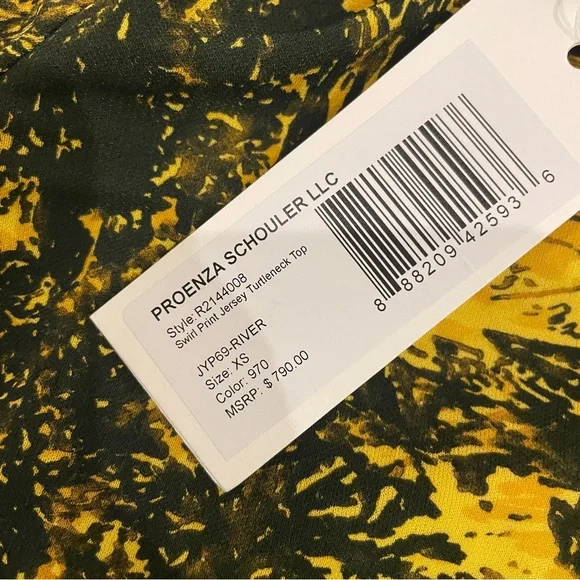 PROENZA SCHOULER LLC
Style: R2144008
Swirl Print Jersey Turtleneck Top
JYP69-RIVER
Size: XS
Color: 970
MSRP: $ 790.00
8 88209 42593 6